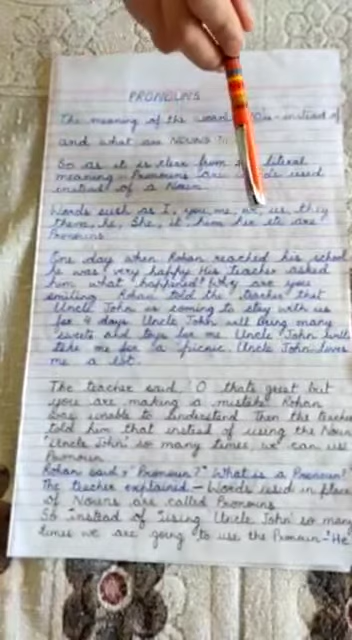 PRONOUNS
The meaning of the word 'PRO' is - instead of
and what are NOUNS ?
So as it is clear from literal
meaning - Pronouns are words used
instead of a Noun
Words such as I, you, me, we, us, they
them, he, She, it him her etc are
Pronouns
One day when Rohan reached his school
he was very happy His teacher asked
him what happened? Why are you
smiling Rohan told the teacher that
Uncle John is coming to stay with us
for 4 days Uncle John will bring many
sweets and toys for me Uncle John will
take me for a picnic. Uncle John loves
me a lot.
The teacher said 'O thats great but
you are making a mistake Rohan
was unable to understand Then the teacher
told him that instead of using the Noun
'Uncle John' so many times, we can use
Pronoun
Rohan said, 'Pronoun?' What is a Pronoun?'
The teacher explained - Words used in place
of Nouns are called Pronouns
So instead of 'using Uncle John' so many
times we are going to use the Pronoun-'He'